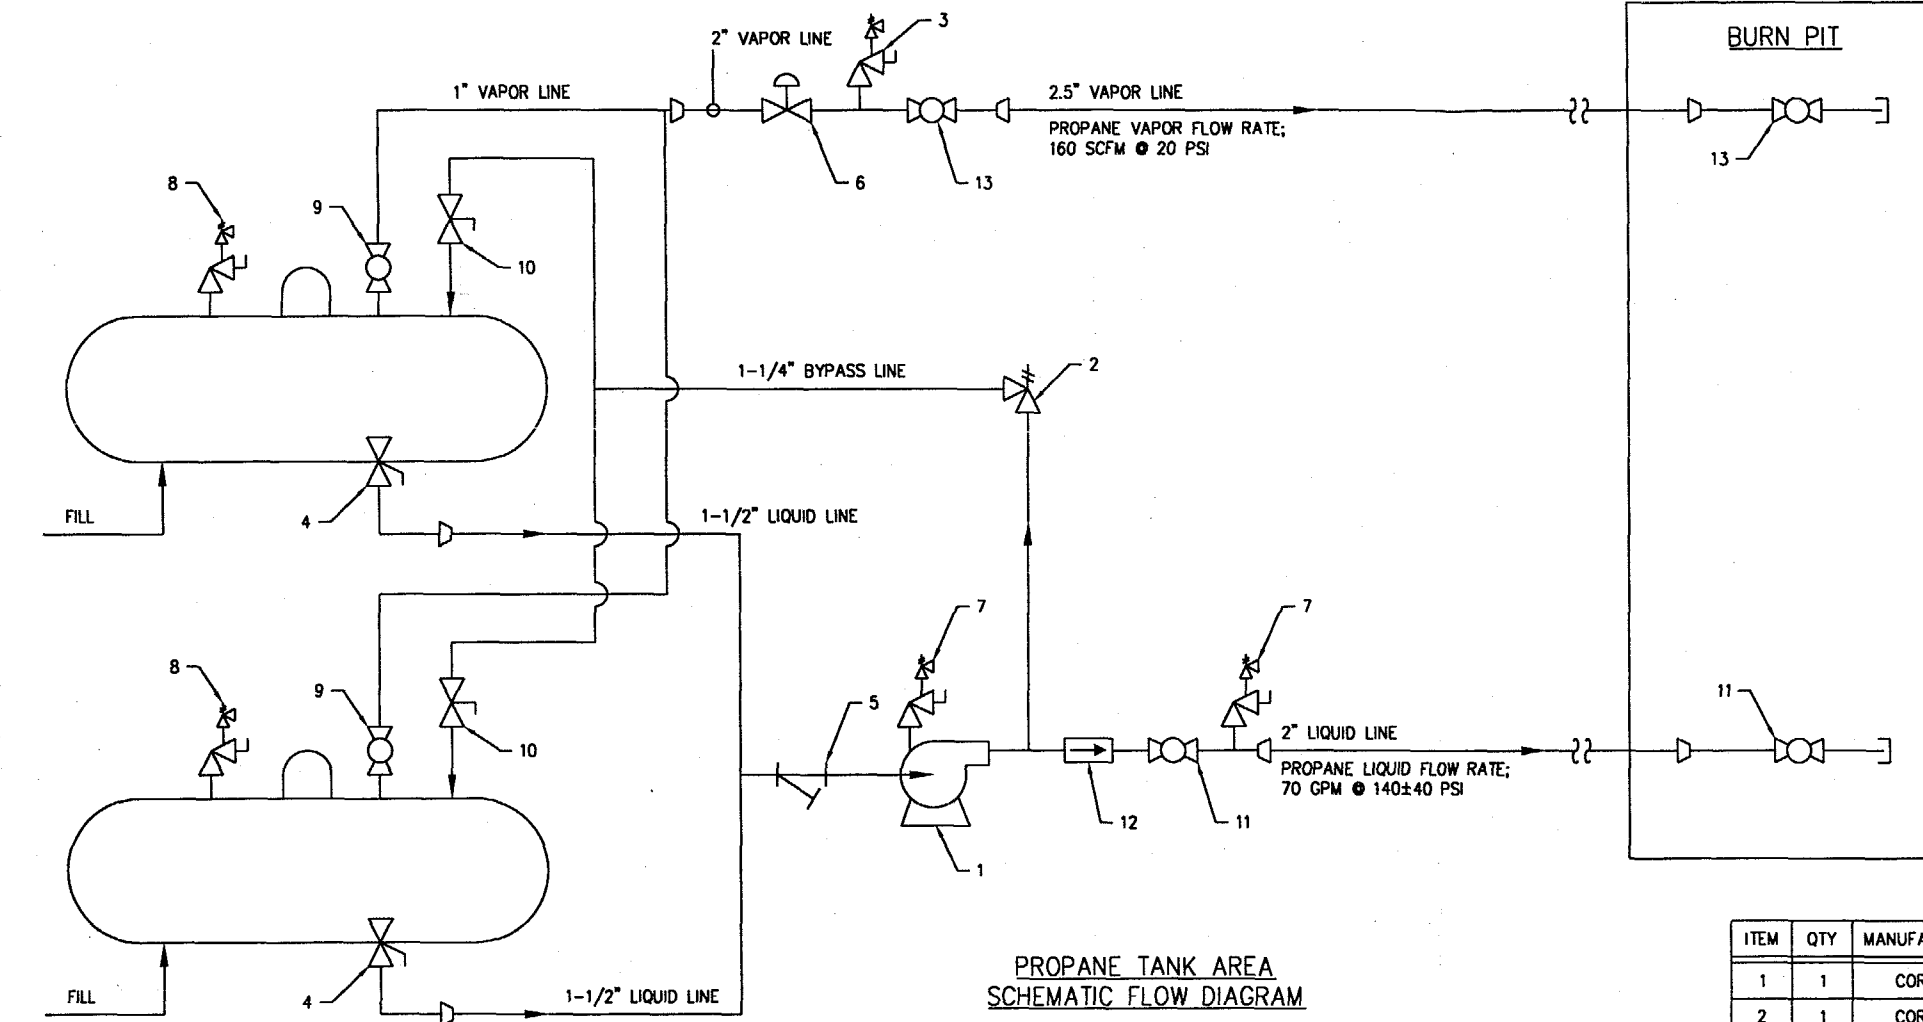 3
2" VAPOR LINE
BURN PIT
1" VAPOR LINE
2.5" VAPOR LINE
PROPANE VAPOR FLOW RATE;
160 SCFM @ 20 PSI
6
13
13
8
9
10
1-1/4" BYPASS LINE
2
FILL
4
1-1/2" LIQUID LINE
7
7
8
9
10
5
11
2" LIQUID LINE
PROPANE LIQUID FLOW RATE;
70 GPM @ 140±40 PSI
12
11
1
FILL
4
1-1/2" LIQUID LINE
PROPANE TANK AREA
SCHEMATIC FLOW DIAGRAM
ITEM QTY MANUFA
1 1 COR
2 1 COR